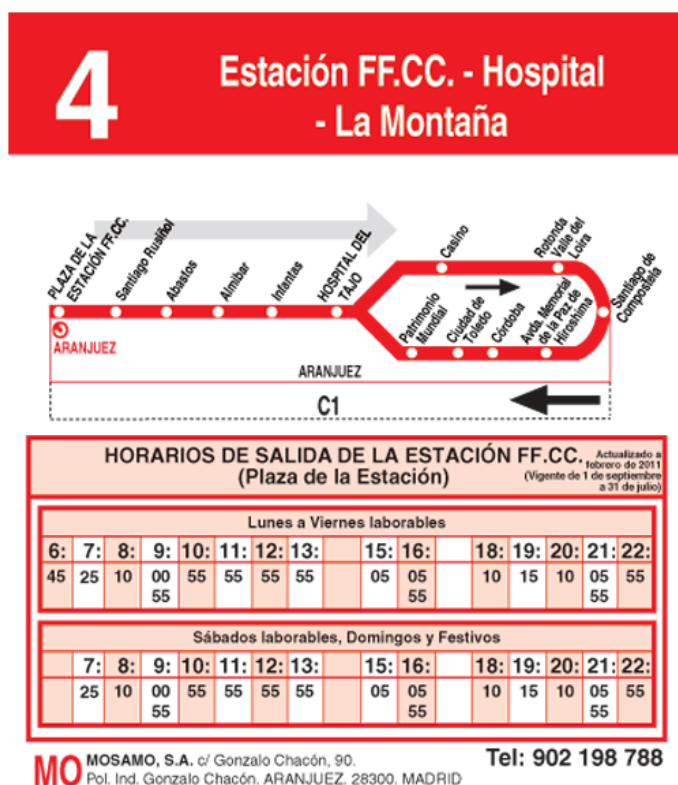 4
Estación FF.CC. - Hospital
- La Montaña
PLAZA DE LA
ESTACIÓN FF.CC.
Santiago Rusiñol
Abastos
Almibar
Infantas
HOSPITAL DEL
TAJO
Casino
Rotonda
Valle del
Loira
Santiago de
Compostela
Patrimonio
Mundial
Ciudad de
Toledo
Córdoba
Avda. Memorial
de la Paz de
Hiroshima
ARANJUEZ
ARANJUEZ
C1
HORARIOS DE SALIDA DE LA ESTACIÓN FF.CC.
(Plaza de la Estación)
Actualizado a
febrero de 2011
(Vigente de 1 de septiembre
a 31 de julio)
Lunes a Viernes laborables
6: 7: 8: 9: 10: 11: 12: 13: 15: 16: 18: 19: 20: 21: 22:
45 25 10 00 55 55 55 55 05 05 10 15 10 05 55
55 55 55
Sábados laborables, Domingos y Festivos
7: 8: 9: 10: 11: 12: 13: 15: 16: 18: 19: 20: 21: 22:
25 10 00 55 55 55 55 05 05 10 15 10 05 55
55 55 55
MO MOSAMO, S.A. c/ Gonzalo Chacón, 90.
Pol. Ind. Gonzalo Chacón. ARANJUEZ. 28300. MADRID
Tel: 902 198 788